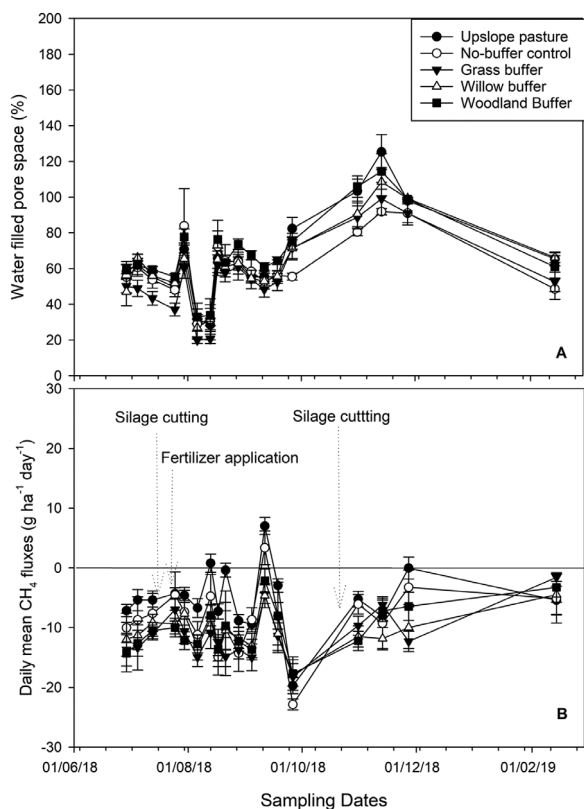 Upslope pasture
No-buffer control
Grass buffer
Willow buffer
Woodland Buffer
200
180
160
140
120
100
80
60
40
20
0
Water filled pore space (%)
A
30
20
10
0
-10
-20
-30
Daily mean CH4 fluxes (g ha-1 day-1)
Silage cutting
Fertilizer application
Silage cuttting
B
01/06/18 01/08/18 01/10/18 01/12/18 01/02/19
Sampling Dates